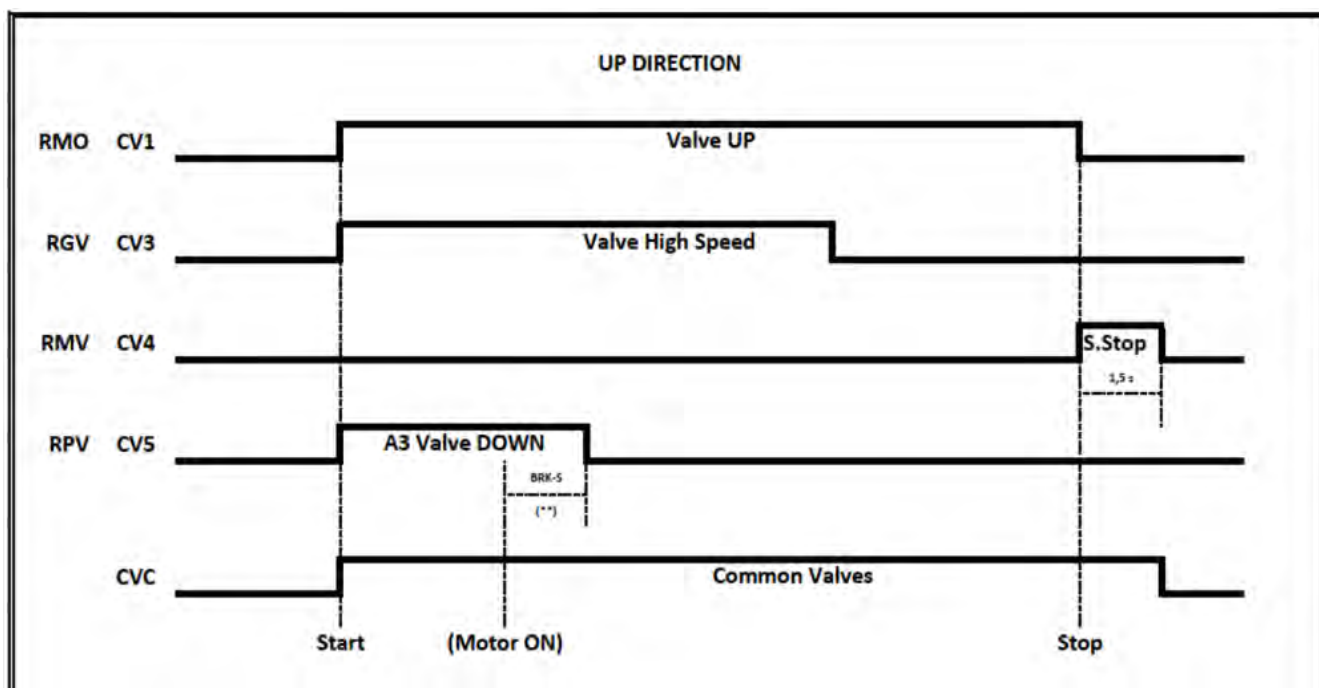 UP DIRECTION
RMO CV1 Valve UP
RGV CV3 Valve High Speed
RMV CV4 S.Stop
1,5 s
RPV CV5 A3 Valve DOWN
BRK-S
(**)
CVC Common Valves
Start (Motor ON) Stop